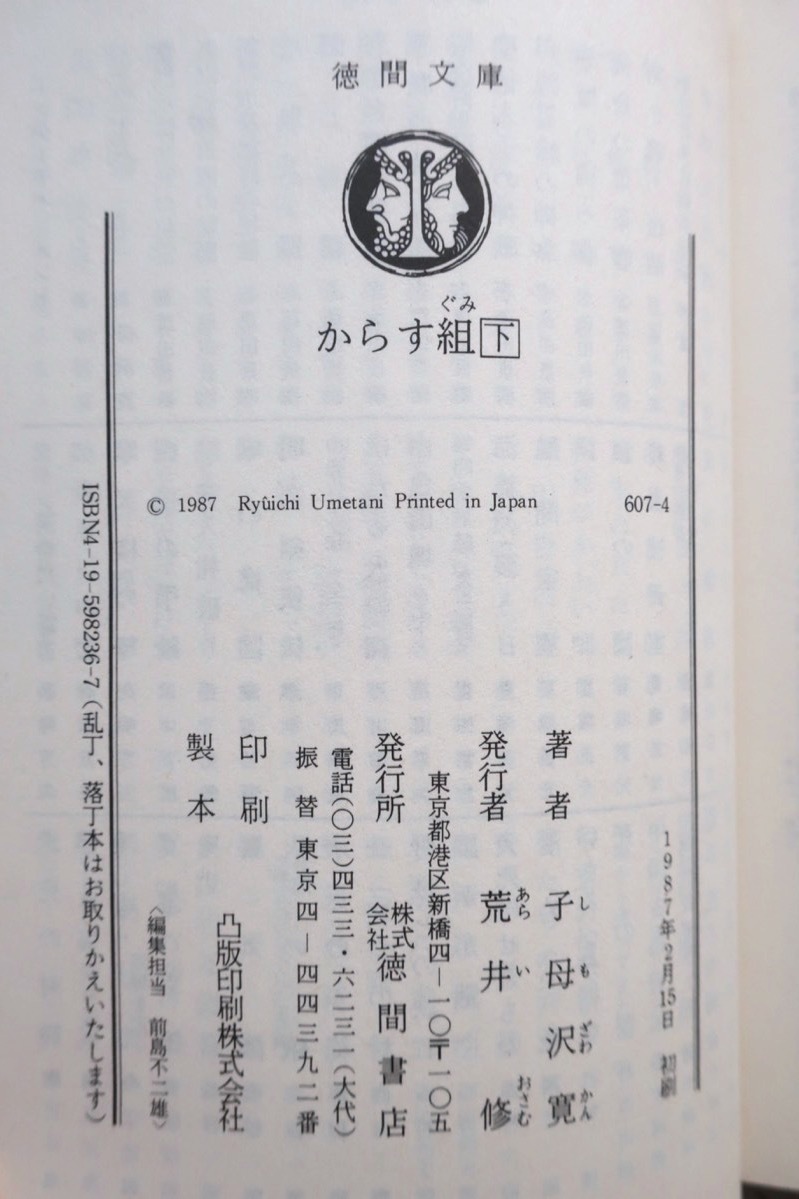 徳間文庫
からす組下
ぐみ
© 1987 Ryûichi Umetani Printed in Japan
607-4
1987年2月15日 初刷
著者 子母沢寛
しもざわかん
発行者 荒井修
あらいおさむ
東京都港区新橋四—一〇〒一〇五
発行所 株式会社徳間書店
電話(〇三)四三三・六二三一(大代)
振替 東京四—四四三九二番
印刷
製本 凸版印刷株式会社
〈編集担当 前島不二雄〉
ISBN4-19-598236-7(乱丁、落丁本はお取りかえいたします)